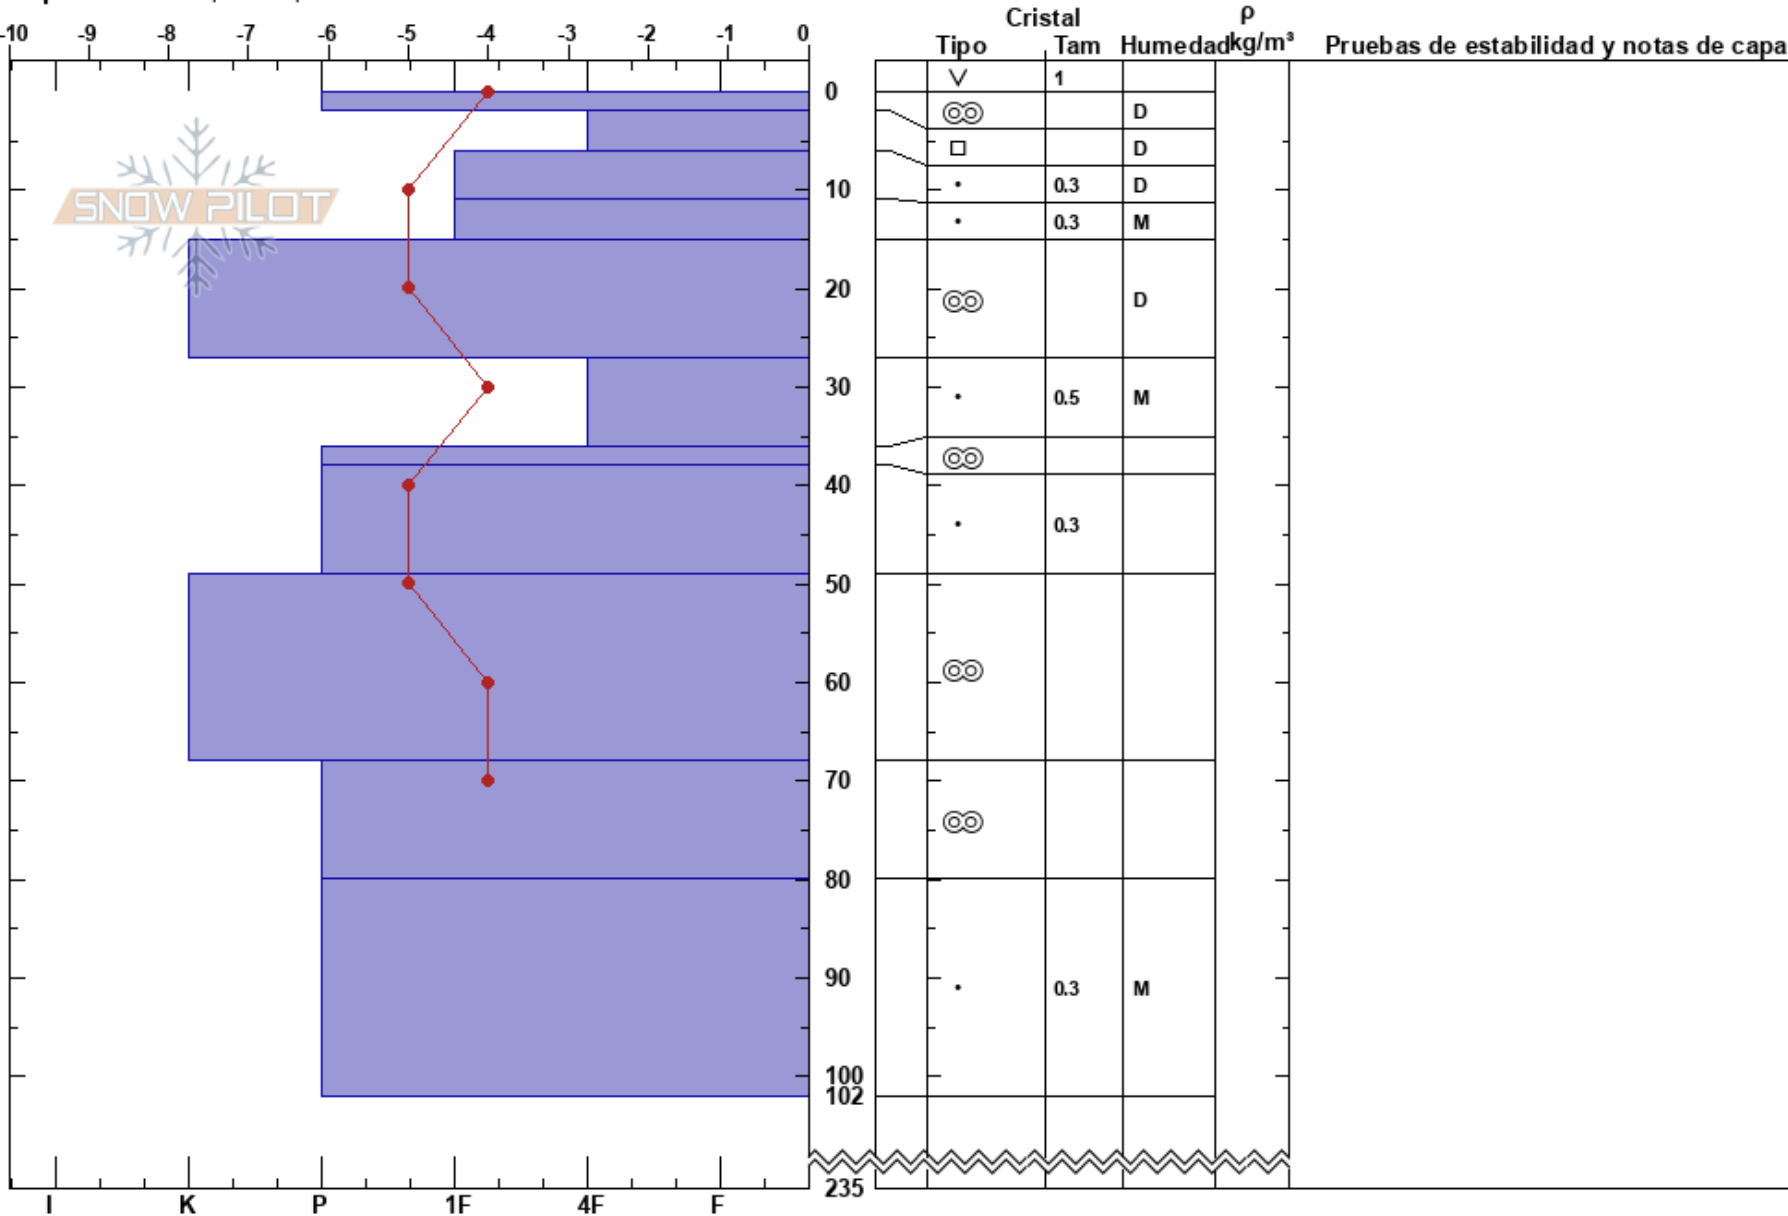 Cristal ρ
-10 -9 -8 -7 -6 -5 -4 -3 -2 -1 0 Tipo Tam Humedad kg/m³ Pruebas de estabilidad y notas de capa
1
0
D
D
SNOW PILOT
10 0.3 D
0.3 M
20 D
30 0.5 M
40
0.3
50
60
70
80
90 0.3 M
100
102
235
I K P 1F 4F F